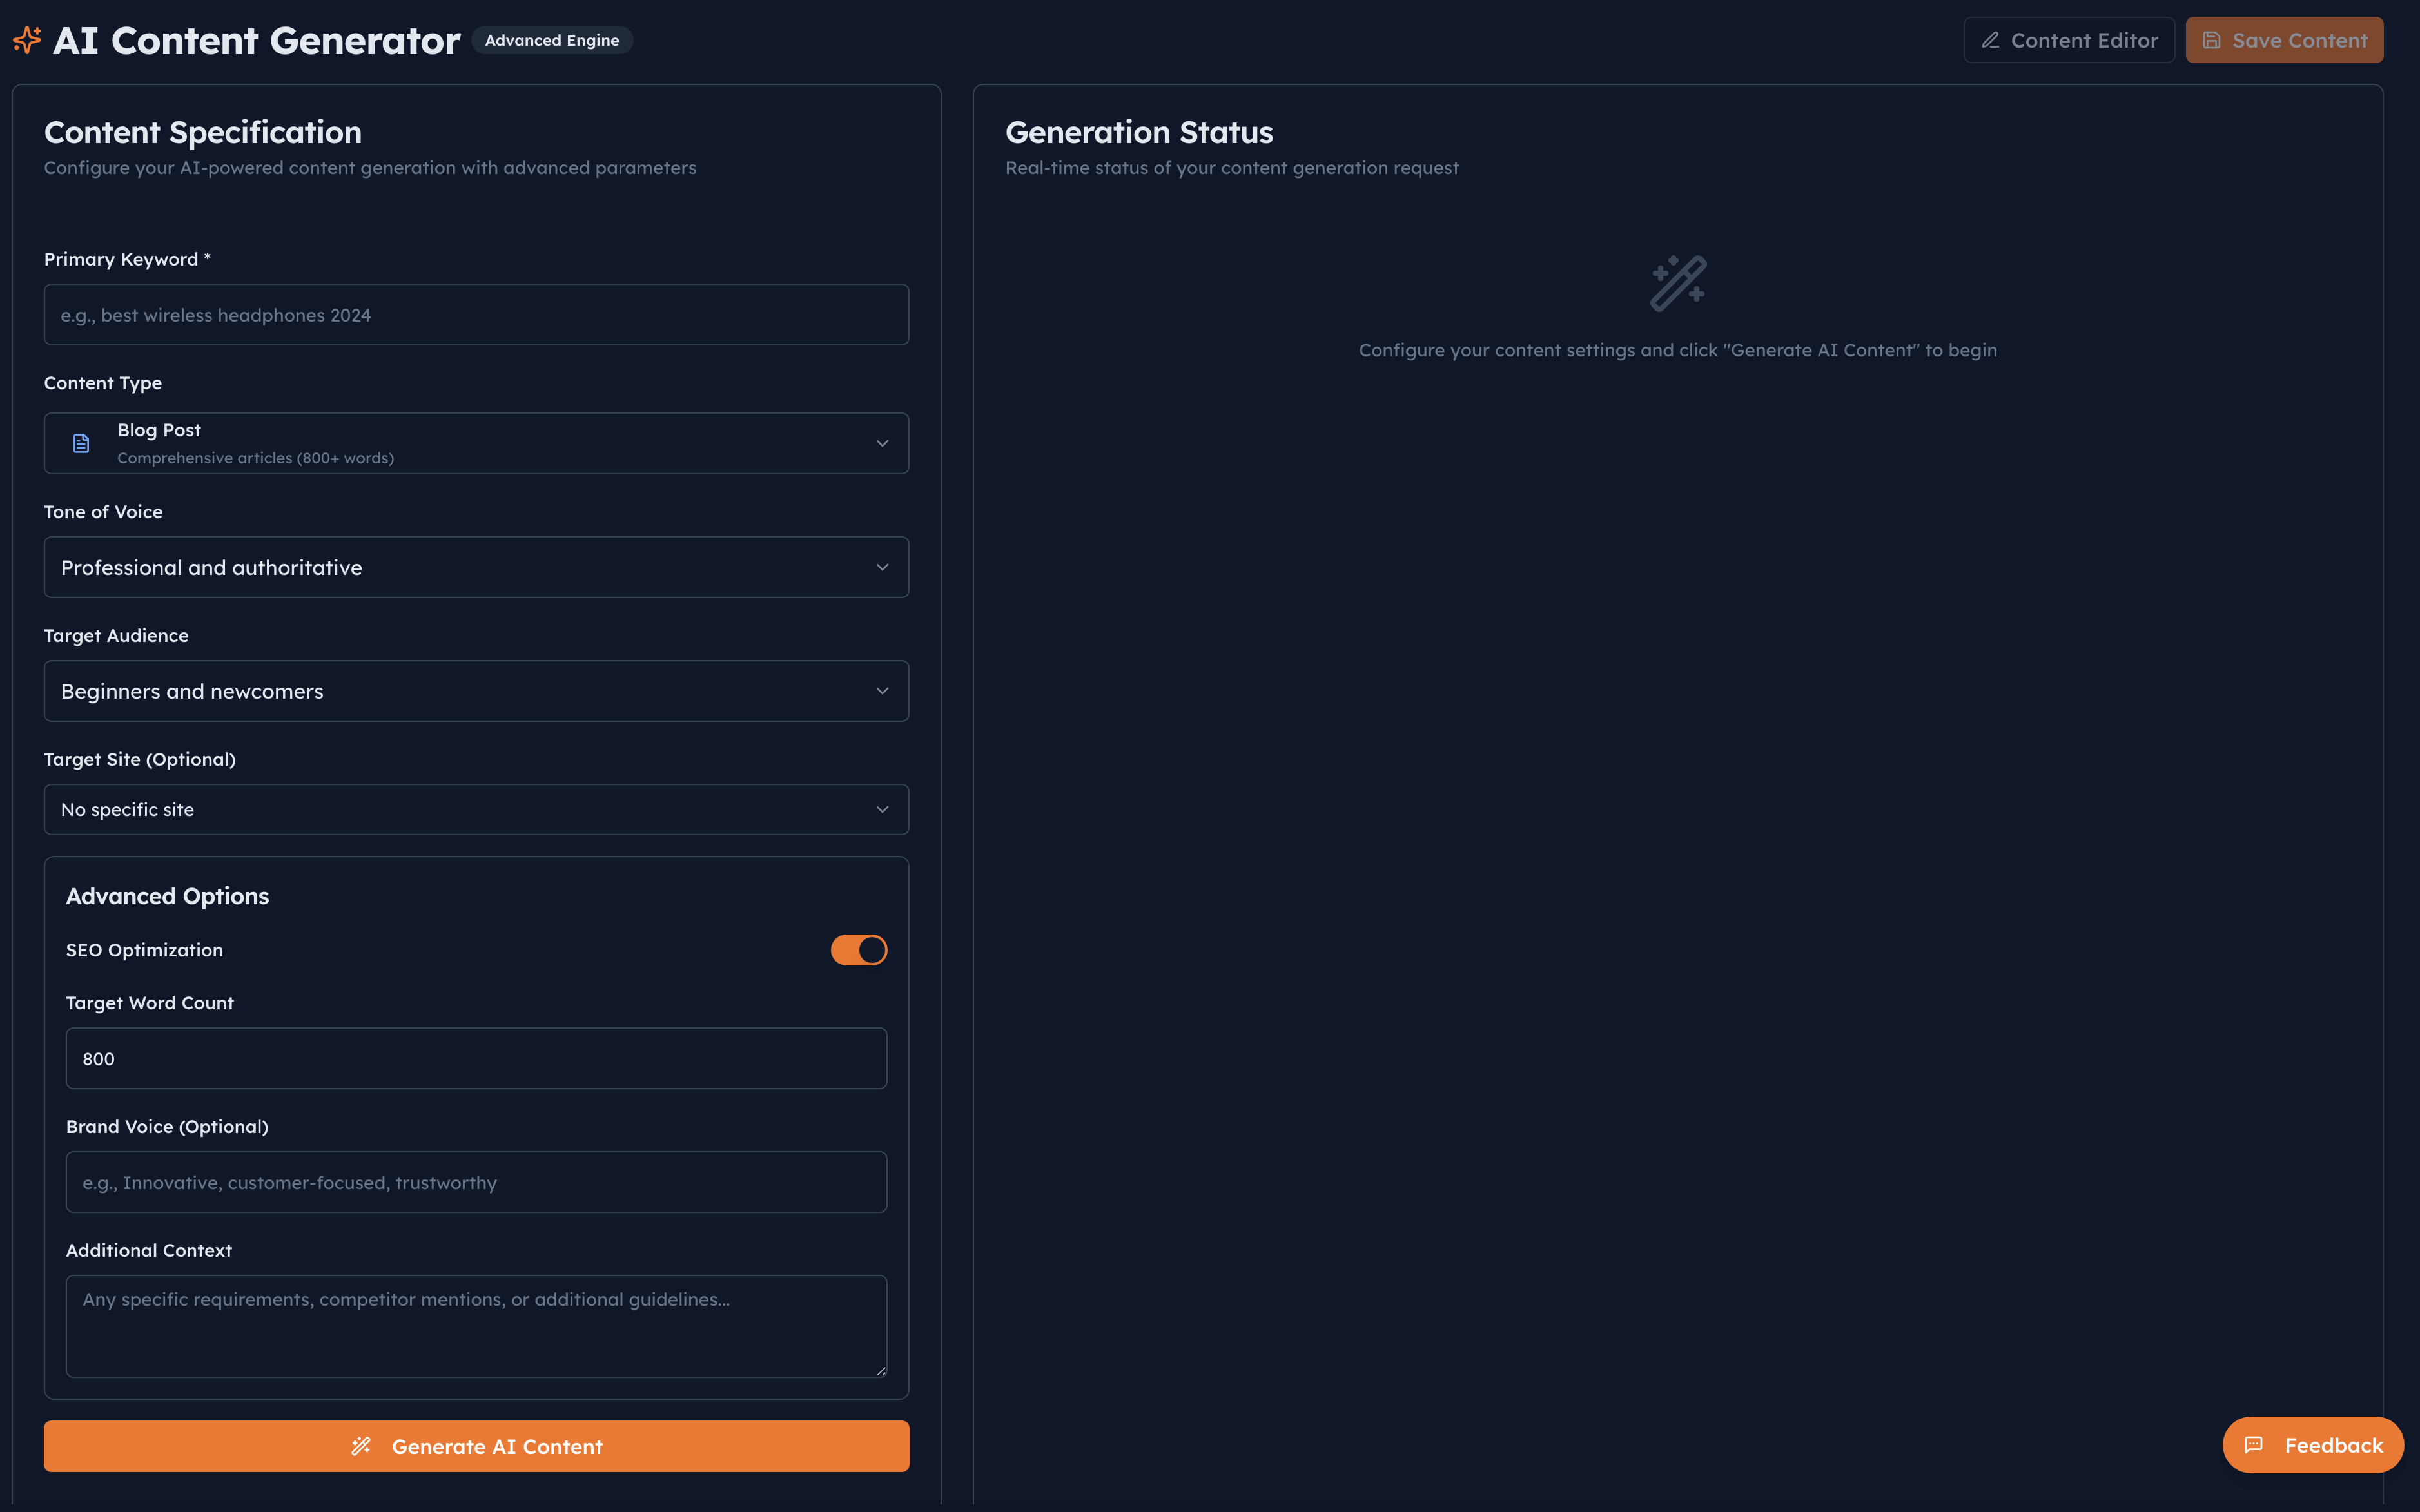 AI Content Generator
Advanced Engine
Content Editor
Save Content
Content Specification
Configure your AI-powered content generation with advanced parameters
Primary Keyword *
e.g., best wireless headphones 2024
Content Type
Blog Post
Comprehensive articles (800+ words)
Tone of Voice
Professional and authoritative
Target Audience
Beginners and newcomers
Target Site (Optional)
No specific site
Advanced Options
SEO Optimization
Target Word Count
800
Brand Voice (Optional)
e.g., Innovative, customer-focused, trustworthy
Additional Context
Any specific requirements, competitor mentions, or additional guidelines...
Generate AI Content
Generation Status
Real-time status of your content generation request
Configure your content settings and click "Generate AI Content" to begin
Feedback